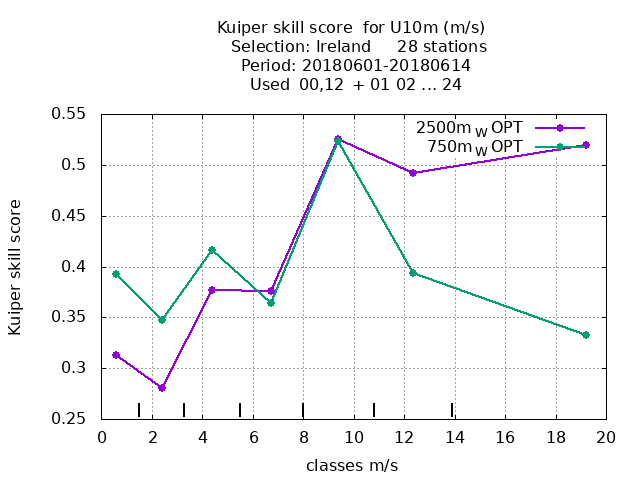 Kuiper skill score  for U10m (m/s)
Selection: Ireland     28 stations
Period: 20180601-20180614
Used  00,12  + 01 02 ... 24
2500m W OPT
750m W OPT
0.55
0.5
0.45
0.4
0.35
0.3
0.25
Kuiper skill score
0 2 4 6 8 10 12 14 16 18 20
classes m/s